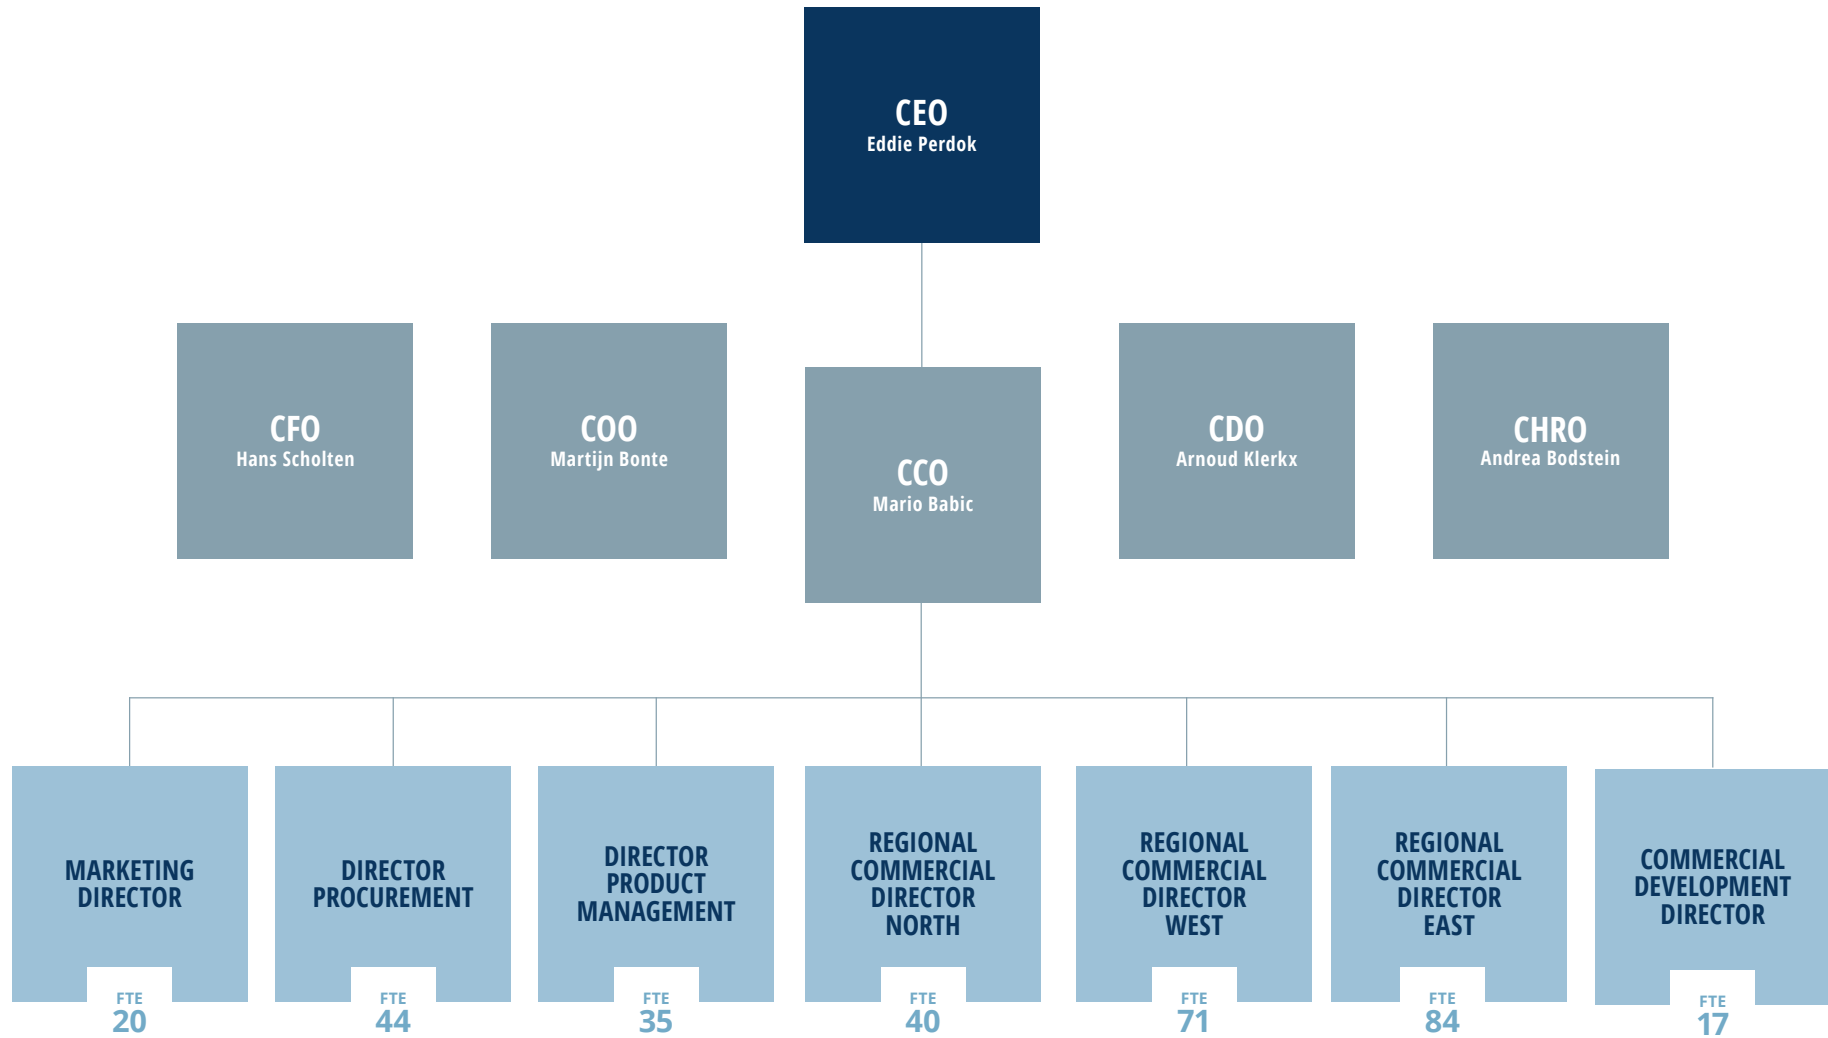 CEO
Eddie Perdok
CFO
Hans Scholten
COO
Martijn Bonte
CCO
Mario Babic
CDO
Arnoud Klerkx
CHRO
Andrea Bodstein
MARKETING
DIRECTOR
FTE
20
DIRECTOR
PROCUREMENT
FTE
44
DIRECTOR
PRODUCT
MANAGEMENT
FTE
35
REGIONAL
COMMERCIAL
DIRECTOR
NORTH
FTE
40
REGIONAL
COMMERCIAL
DIRECTOR
WEST
FTE
71
REGIONAL
COMMERCIAL
DIRECTOR
EAST
FTE
84
COMMERCIAL
DEVELOPMENT
DIRECTOR
FTE
17